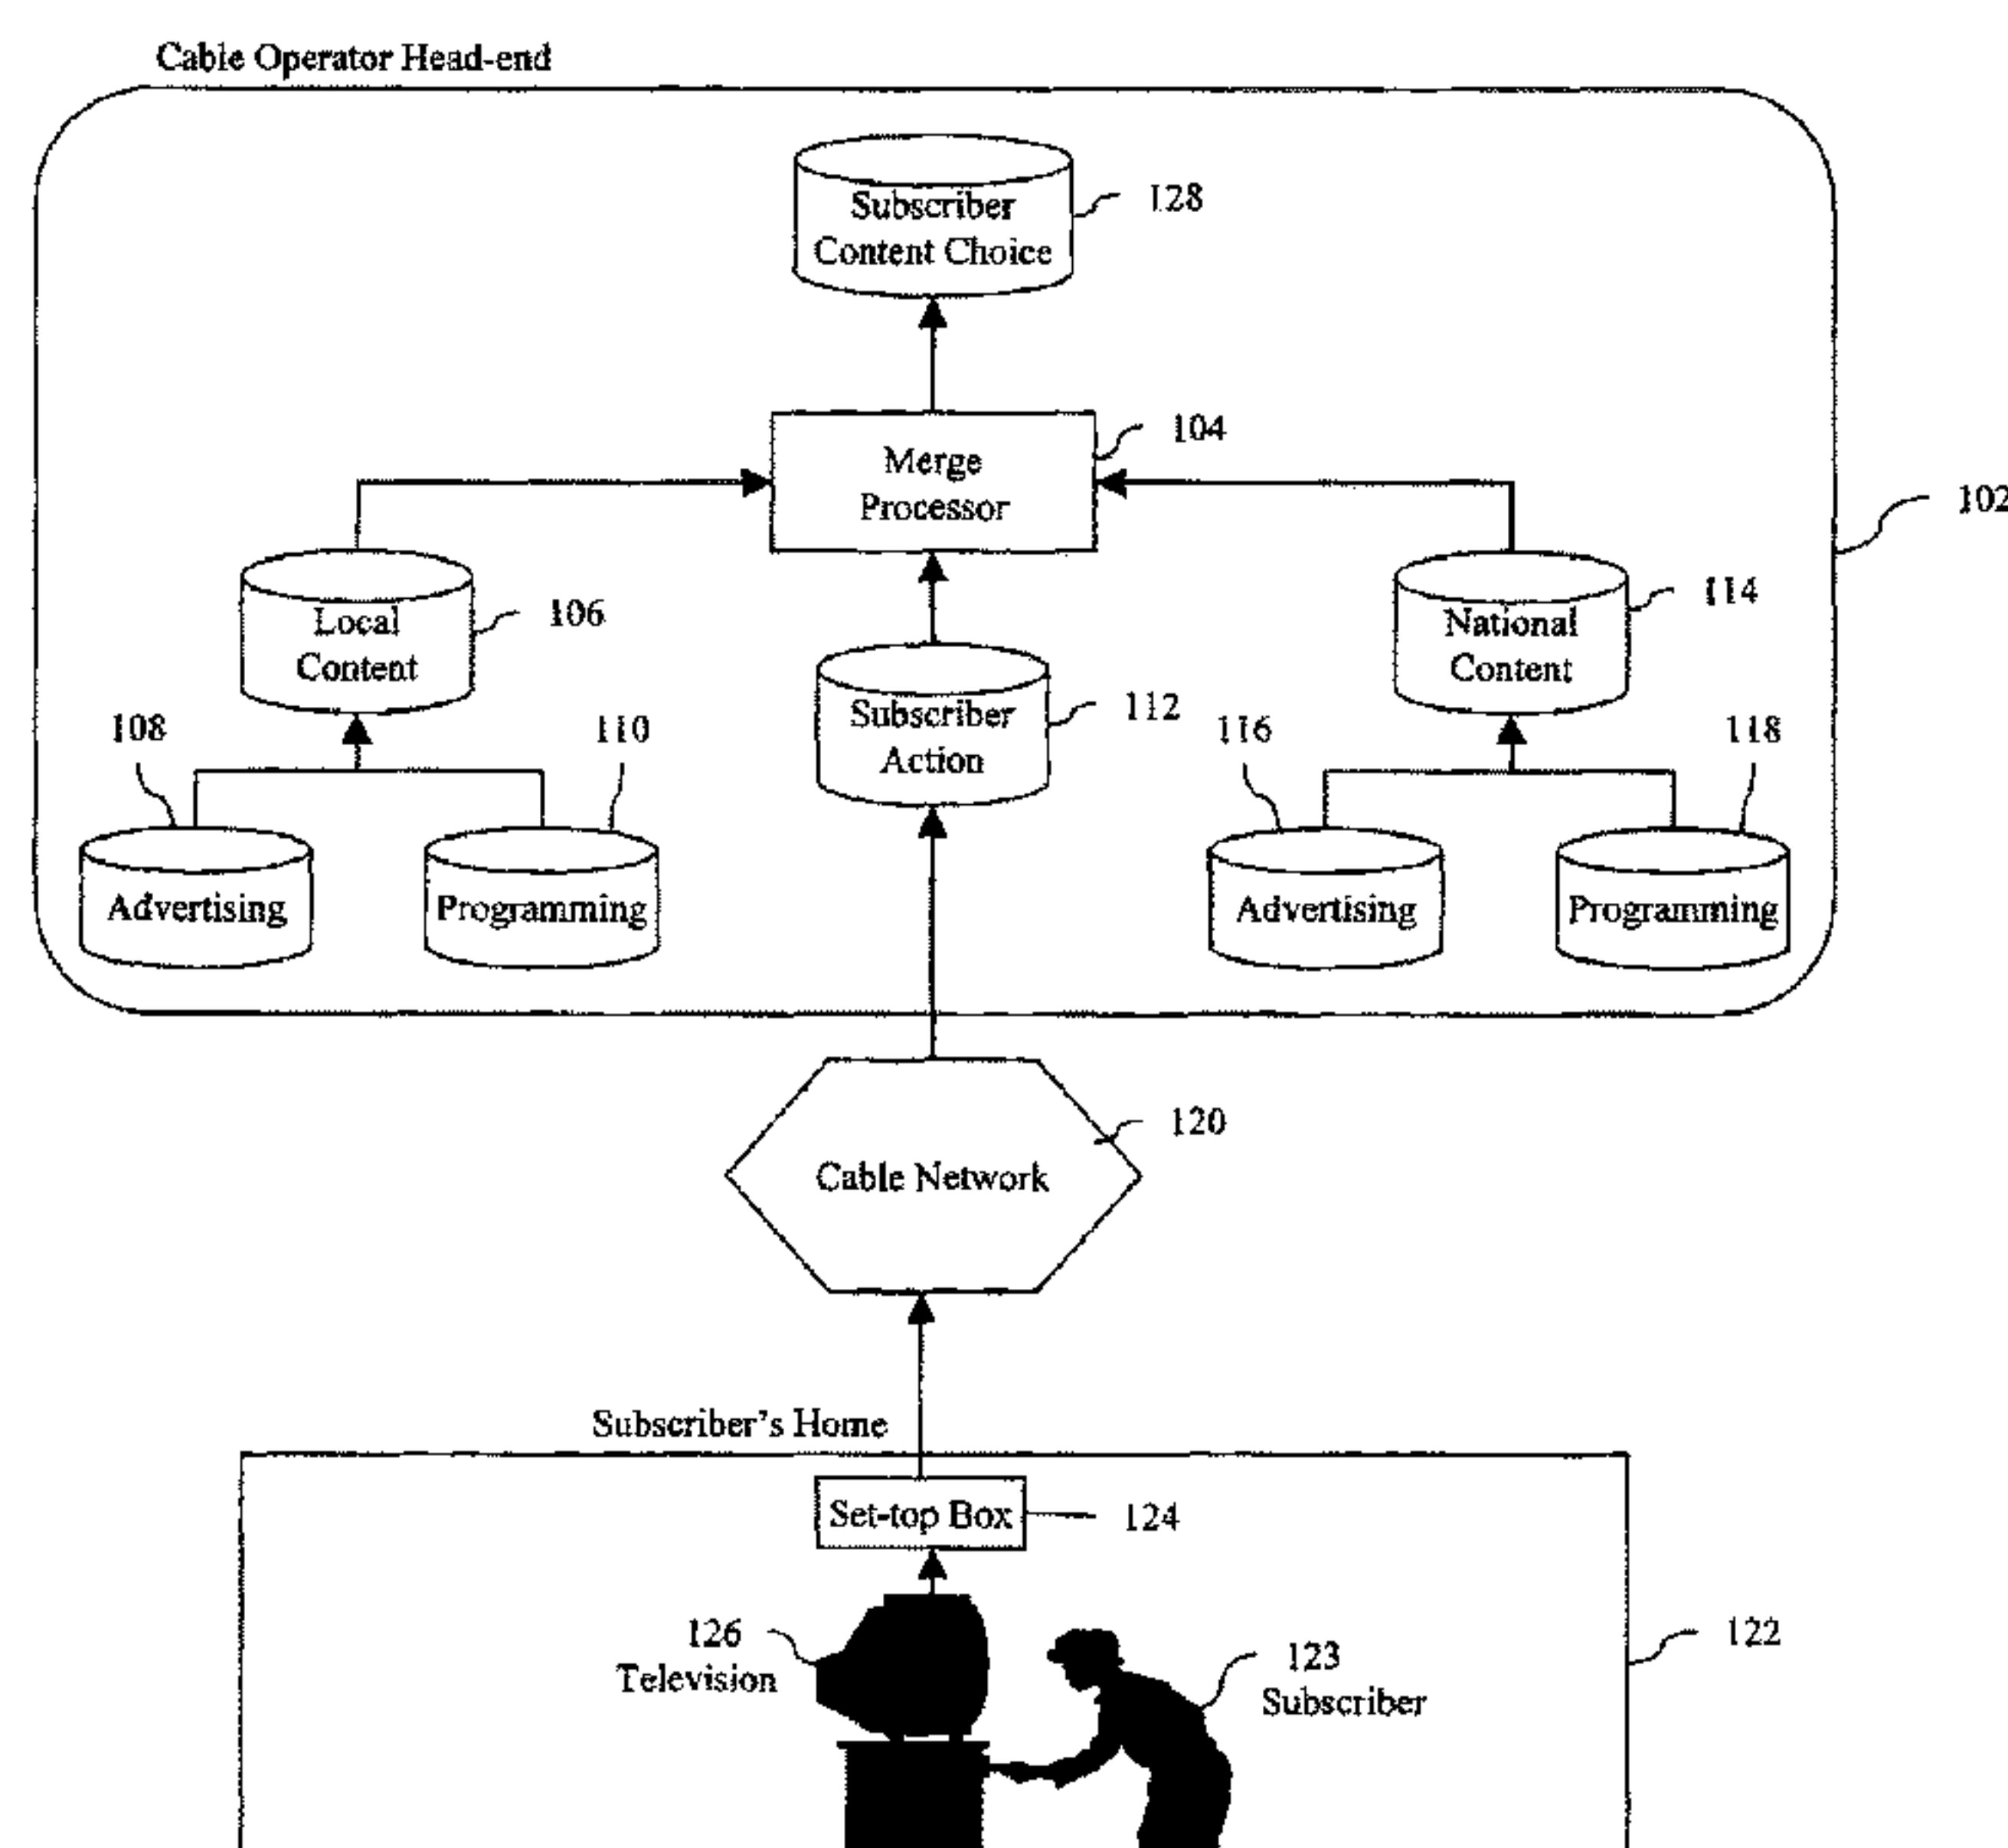 Cable Operator Head-end
128
Subscriber
Content Choice
104
Merge
Processor
102
106
Local
Content
114
National
Content
112
Subscriber
Action
108
110
116
118
Advertising
Programming
Advertising
Programming
120
Cable Network
Subscriber's Home
Set-top Box
124
126
Television
123
Subscriber
122